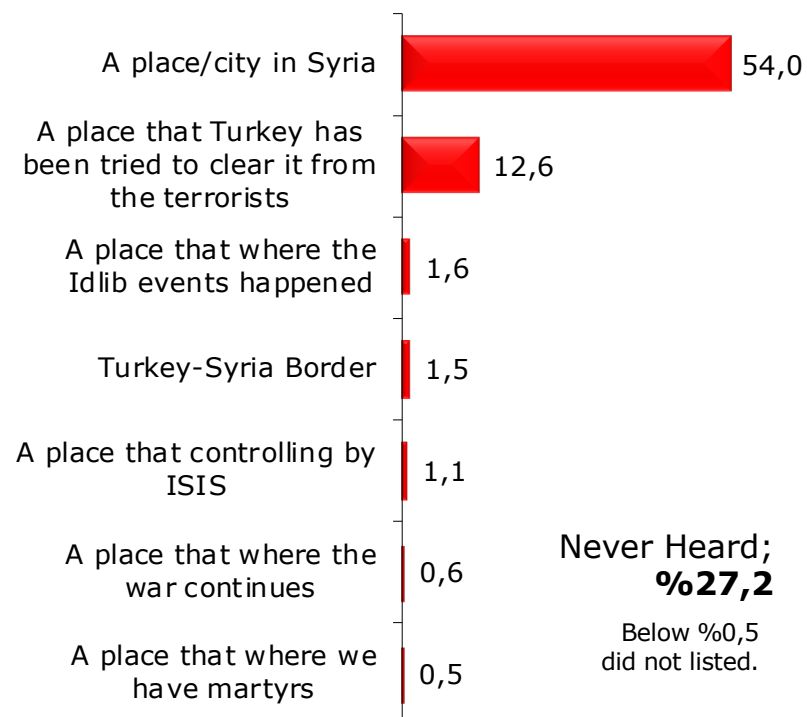 A place/city in Syria
54,0
A place that Turkey has
been tried to clear it from
the terrorists
12,6
A place that where the
Idlib events happened
1,6
Turkey-Syria Border
1,5
A place that controlling by
ISIS
1,1
A place that where the
war continues
0,6
A place that where we
have martyrs
0,5
Never Heard;
%27,2
Below %0,5
did not listed.